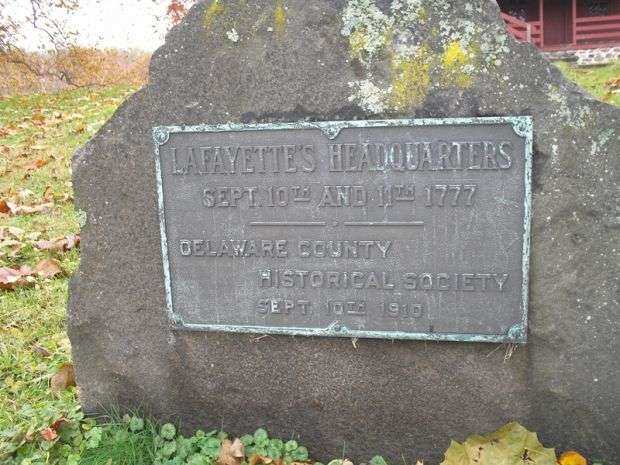 LAFAYETTE'S HEADQUARTERS
SEPT. 10TH AND 11TH 1777
DELAWARE COUNTY
HISTORICAL SOCIETY
SEPT. 10TH 1910